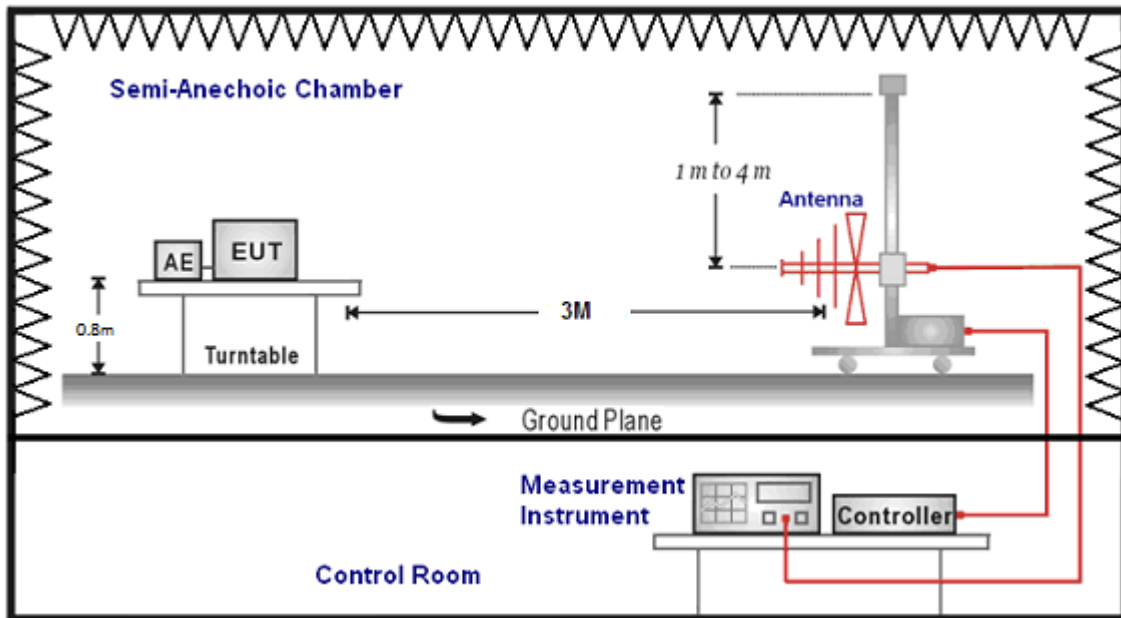 Semi-Anechoic Chamber
1 m to 4 m
Antenna
AE
EUT
0.8m
3M
Turntable
Ground Plane
Measurement
Instrument
Controller
Control Room